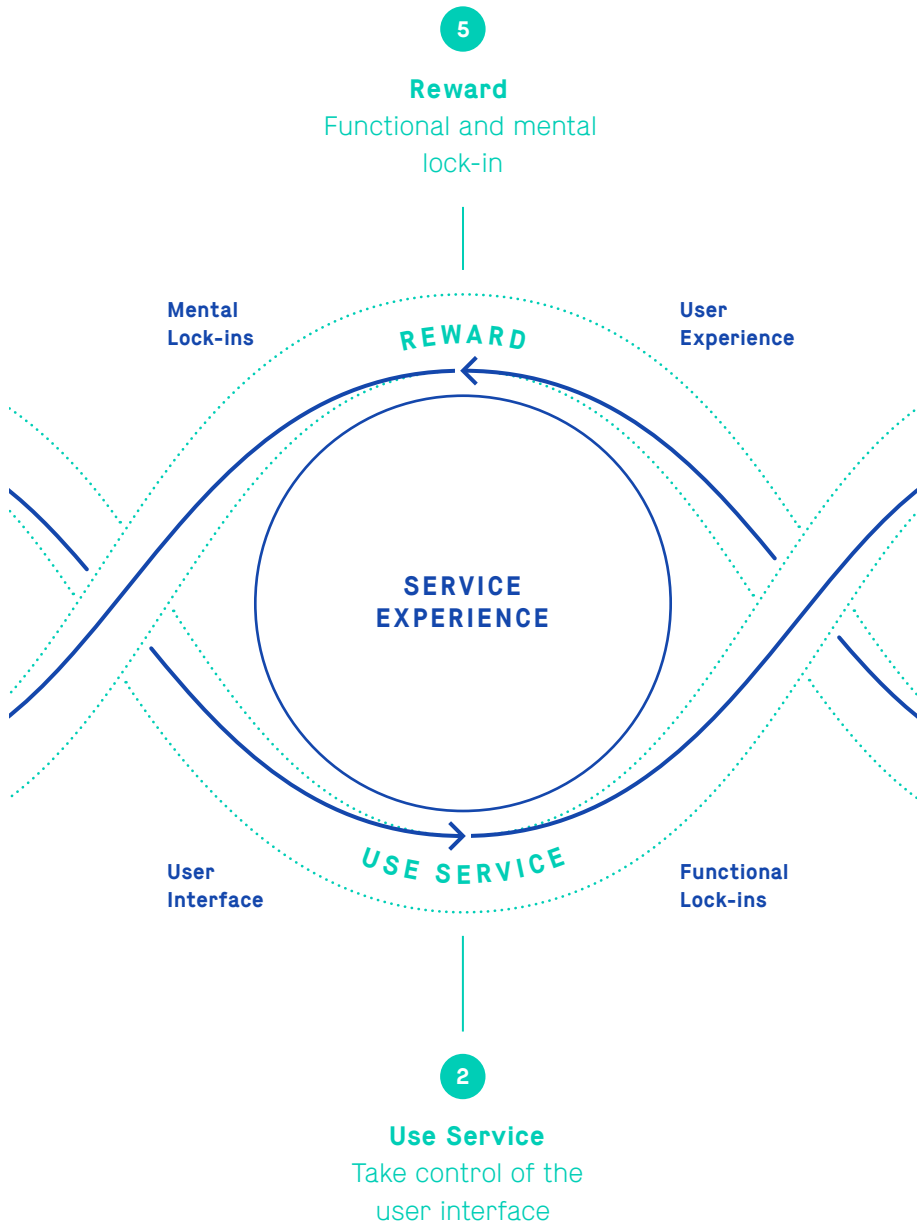 5
Reward
Functional and mental
lock-in
Mental
Lock-ins
User
Experience
REWARD
SERVICE
EXPERIENCE
USE SERVICE
User
Interface
Functional
Lock-ins
2
Use Service
Take control of the
user interface